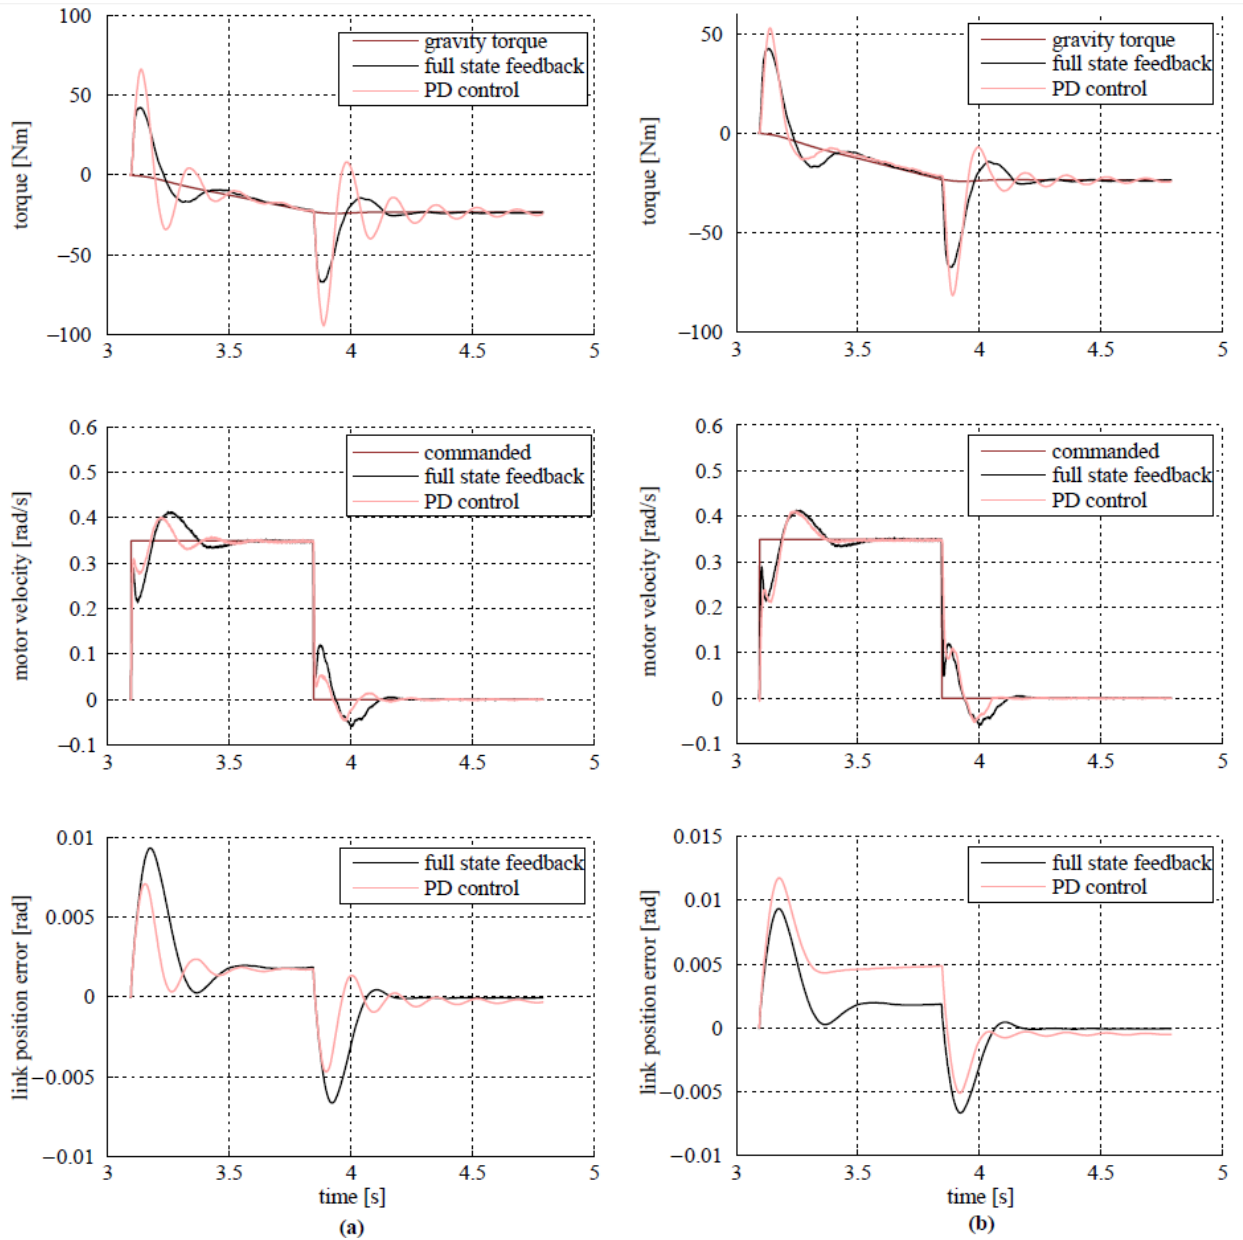 100
50
0
−50
−100
torque [Nm]
gravity torque
full state feedback
PD control
3
3.5
4
4.5
5
50
0
−50
−100
torque [Nm]
gravity torque
full state feedback
PD control
3
3.5
4
4.5
5
0.6
0.5
0.4
0.3
0.2
0.1
0
−0.1
motor velocity [rad/s]
commanded
full state feedback
PD control
3
3.5
4
4.5
5
0.6
0.5
0.4
0.3
0.2
0.1
0
−0.1
motor velocity [rad/s]
commanded
full state feedback
PD control
3
3.5
4
4.5
5
0.01
0.005
0
−0.005
−0.01
link position error [rad]
full state feedback
PD control
3
3.5
4
4.5
5
time [s]
(a)
0.015
0.01
0.005
0
−0.005
−0.01
link position error [rad]
full state feedback
PD control
3
3.5
4
4.5
5
time [s]
(b)